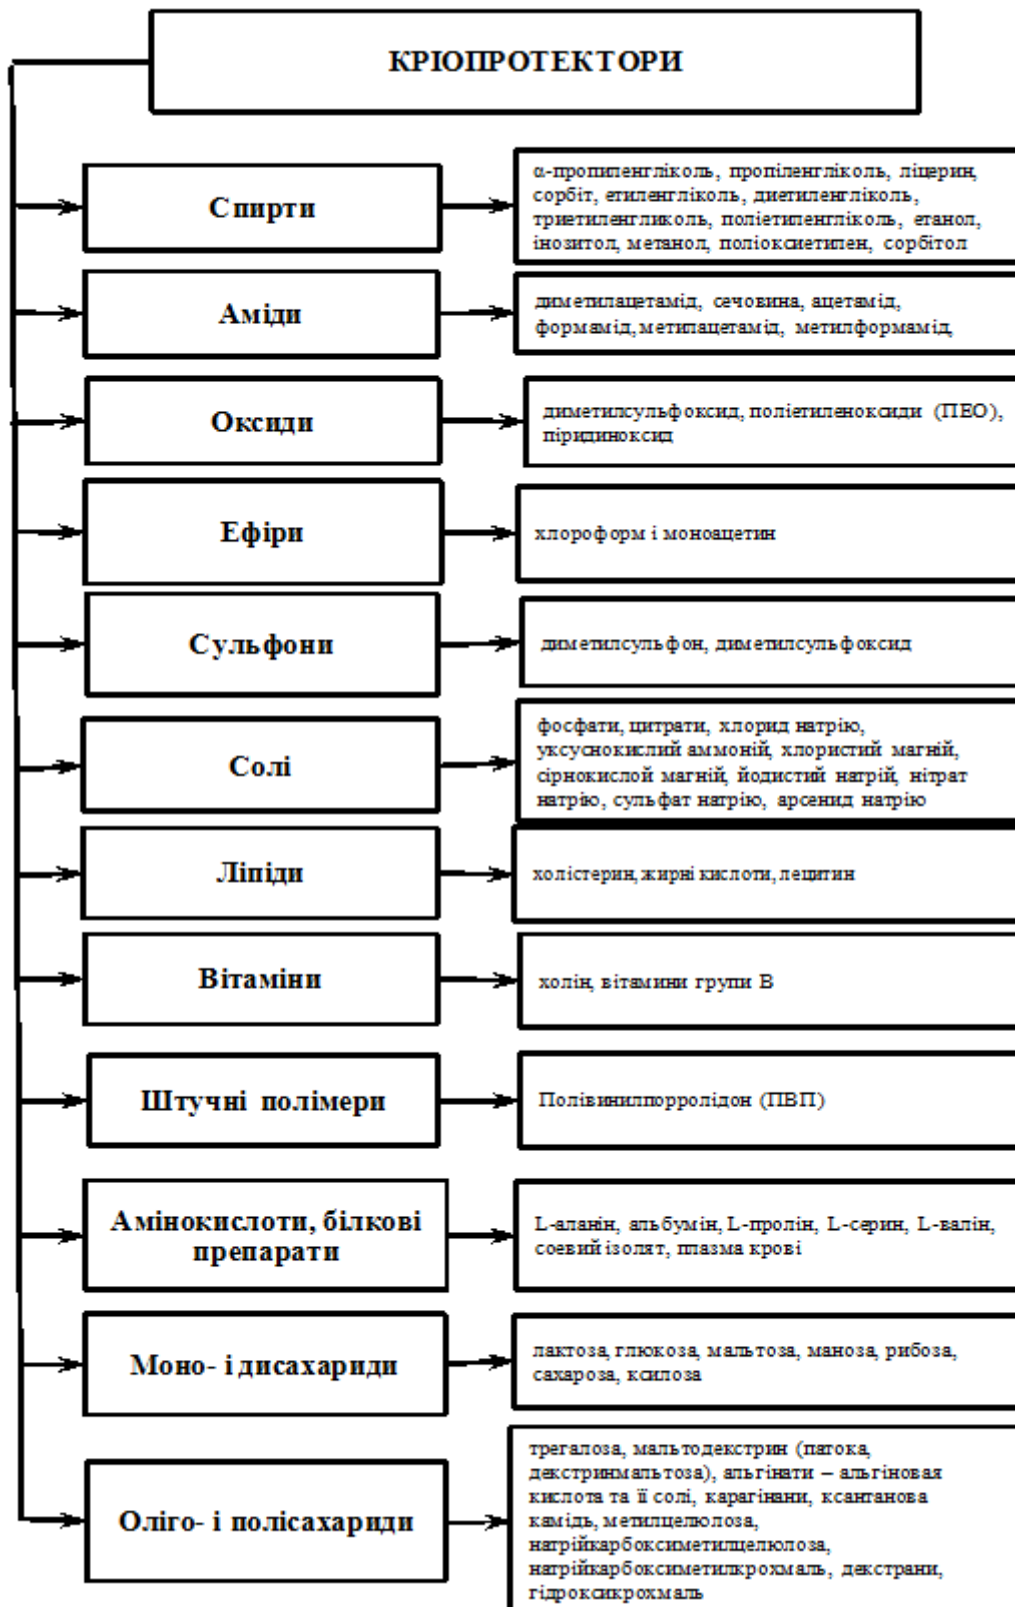 КРІОПРОТЕКТОРИ
Спирти
α-пропиленгліколь, пропіленгліколь, ліцерин,
сорбіт, етиленгліколь, диетиленгліколь,
триетиленгликоль, поліетиленгліколь, етанол,
інозитол, метанол, поліоксиетилен, сорбітол
Аміди
диметилацетамід, сечовина, ацетамід,
формамід, метилацетамід, метилформамід,
Оксиди
диметилсульфоксид, поліетиленоксиди (ПЕО),
піридиноксид
Ефіри
хлороформ і моноацетин
Сульфони
диметилсульфон, диметилсульфоксид
Солі
фосфати, цитрати, хлорид натрію,
уксуснокислий аммоній, хлористий магній,
сірнокислой магній, йодистий натрій, нітрат
натрію, сульфат натрію, арсенид натрію
Ліпіди
холістерин, жирні кислоти, лецитин
Вітаміни
холін, вітамини групи В
Штучні полімери
Полівинилпорролідон (ПВП)
Амінокислоти, білкові
препарати
L-аланін, альбумін, L-пролін, L-серин, L-валін,
соевий ізолят, плазма крові
Моно- і дисахариди
лактоза, глюкоза, мальтоза, маноза, рибоза,
сахароза, ксилоза
Оліго- і полісахариди
трегалоза, мальтодекстрин (патока,
декстринмальтоза), альгінати – альгіновая
кислота та її солі, карагінани, ксантанова
камідь, метилцелюлоза,
натрійкарбоксиметилцелюлоза,
натрійкарбоксиметилкрохмаль, декстрани,
гідроксикрохмаль